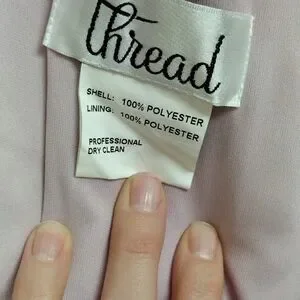 Thread
SHELL: 100% POLYESTER
LINING: 100% POLYESTER
PROFESSIONAL
DRY CLEAN